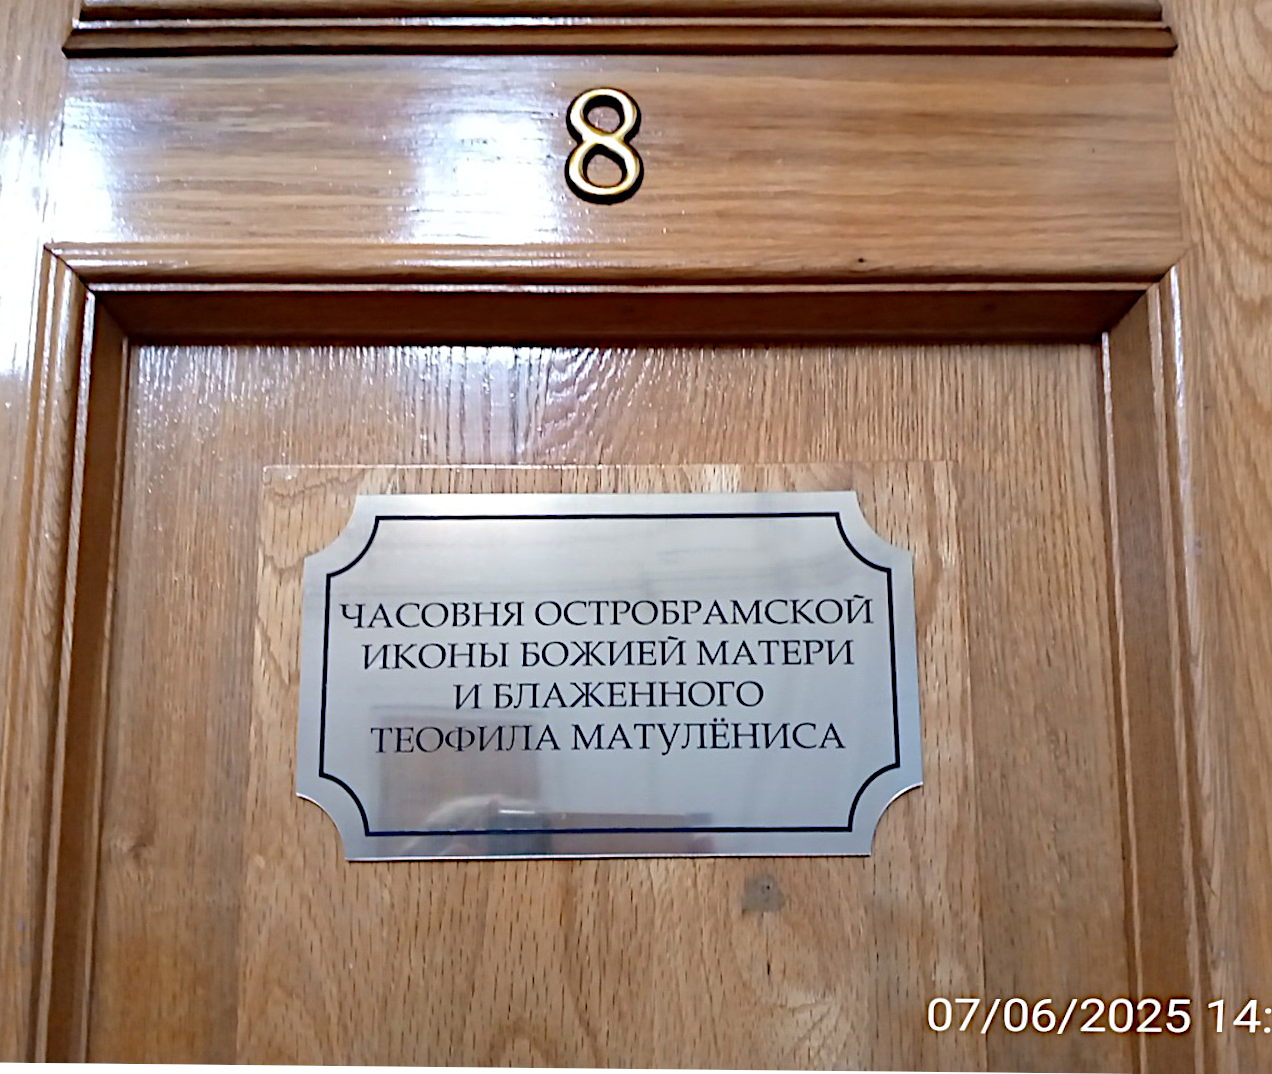 8
ЧАСОВНЯ ОСТРОБРАМСКОЙ
ИКОНЫ БОЖИЕЙ МАТЕРИ
И БЛАЖЕННОГО
ТЕОФИЛА МАТУЛЁНИСА
07/06/2025 14: